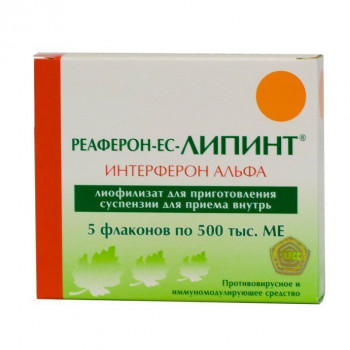 РЕАФЕРОН-ЕС-ЛИПИНТ®
ИНТЕРФЕРОН АЛЬФА
лиофилизат для приготовления
суспензии для приема внутрь
5 флаконов по 500 тыс. МЕ
Противовирусное и
иммуномодулирующее средство